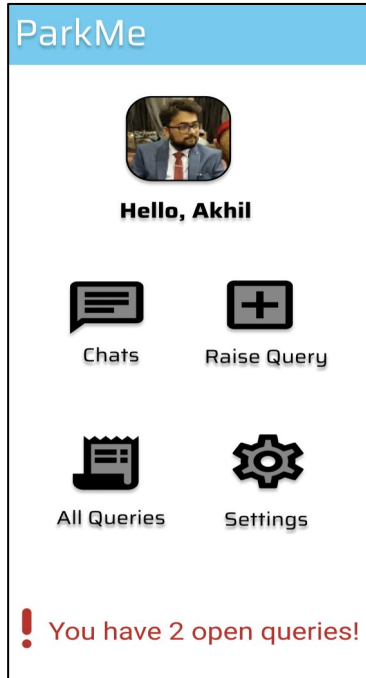 ParkMe
Hello, Akhil
Chats
Raise Query
All Queries
Settings
You have 2 open queries!